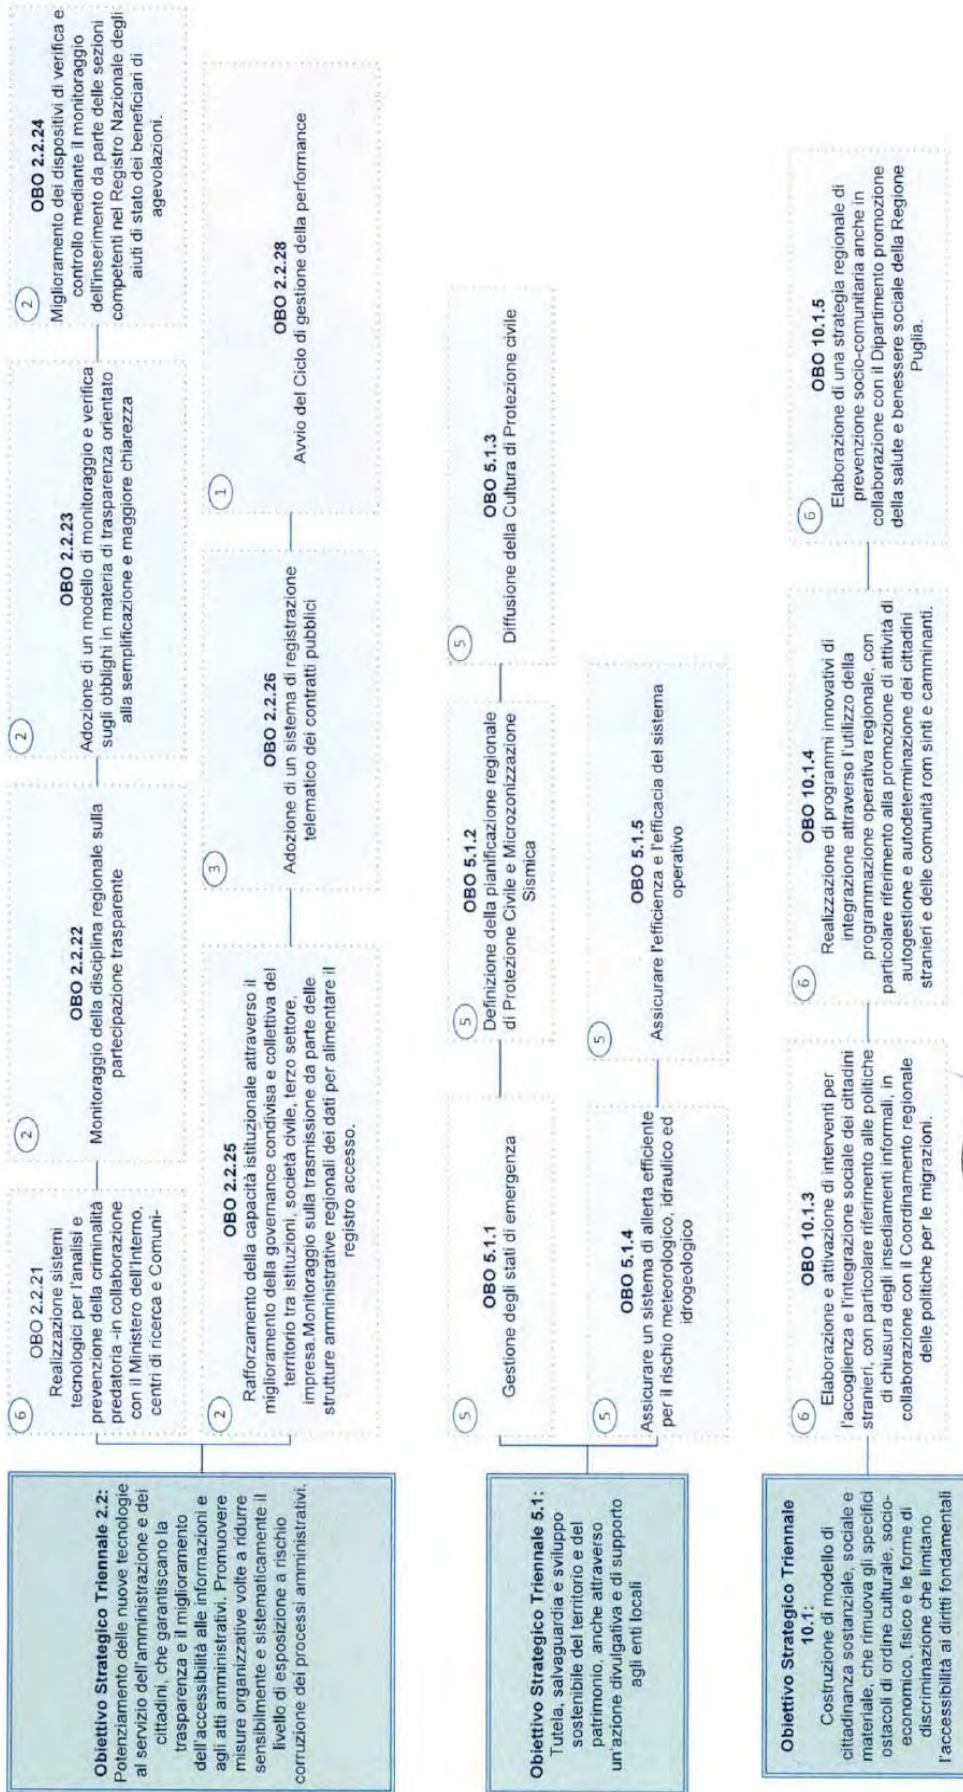 Obiettivo Strategico Triennale 2.2:
Potenziamento delle nuove tecnologie
al servizio dell'amministrazione e dei
cittadini, che garantiscano la
trasparenza e il miglioramento
dell'accessibilità alle informazioni e
agli atti amministrativi. Promuovere
misure organizzative volte a ridurre
sensibilmente e sistematicamente il
livello di esposizione a rischio
corruzione dei processi amministrativi.
6
OBO 2.2.21
Realizzazione sistemi
tecnologici per l'analisi e
prevenzione della criminalità
predatoria -in collaborazione
con il Ministero dell'Interno,
centri di ricerca e Comuni-
2
OBO 2.2.22
Monitoraggio della disciplina regionale sulla
partecipazione trasparente
2
OBO 2.2.23
Adozione di un modello di monitoraggio e verifica
sugli obblighi in materia di trasparenza orientato
alla semplificazione e maggiore chiarezza
2
OBO 2.2.24
Miglioramento dei dispositivi di verifica e
controllo mediante il monitoraggio
dell'inserimento da parte delle sezioni
competenti nel Registro Nazionale degli
aiuti di stato dei beneficiari di
agevolazioni.
2
OBO 2.2.25
Rafforzamento della capacità istituzionale attraverso il
miglioramento della governance condivisa e collettiva del
territorio tra istituzioni, società civile, terzo settore,
impresa.Monitoraggio sulla trasmissione da parte delle
strutture amministrative regionali dei dati per alimentare il
registro accesso.
3
OBO 2.2.26
Adozione di un sistema di registrazione
telematico dei contratti pubblici
1
OBO 2.2.28
Avvio del Ciclo di gestione della performance
Obiettivo Strategico Triennale 5.1:
Tutela, salvaguardia e sviluppo
sostenibile del territorio e del
patrimonio, anche attraverso
un'azione divulgativa e di supporto
agli enti locali
5
OBO 5.1.1
Gestione degli stati di emergenza
5
OBO 5.1.2
Definizione della pianificazione regionale
di Protezione Civile e Microzonizzazione
Sismica
5
OBO 5.1.3
Diffusione della Cultura di Protezione civile
5
OBO 5.1.4
Assicurare un sistema di allerta efficiente
per il rischio meteorologico, idraulico ed
idrogeologico
5
OBO 5.1.5
Assicurare l'efficienza e l'efficacia del sistema
operativo
Obiettivo Strategico Triennale
10.1:
Costruzione di modello di
cittadinanza sostanziale, sociale e
materiale, che rimuova gli specifici
ostacoli di ordine culturale, socio-
economico, fisico e le forme di
discriminazione che limitano
l'accessibilità ai diritti fondamentali
6
OBO 10.1.3
Elaborazione e attivazione di interventi per
l'accoglienza e l'integrazione sociale dei cittadini
stranieri, con particolare riferimento alle politiche
di chiusura degli insediamenti informali, in
collaborazione con il Coordinamento regionale
delle politiche per le migrazioni.
6
OBO 10.1.4
Realizzazione di programmi innovativi di
integrazione attraverso l'utilizzo della
programmazione operativa regionale, con
particolare riferimento alla promozione di attività di
autogestione e autodeterminazione dei cittadini
stranieri e delle comunità rom sinti e camminanti.
6
OBO 10.1.5
Elaborazione di una strategia regionale di
prevenzione socio-comunitaria anche in
collaborazione con il Dipartimento promozione
della salute e benessere sociale della Regione
Puglia.